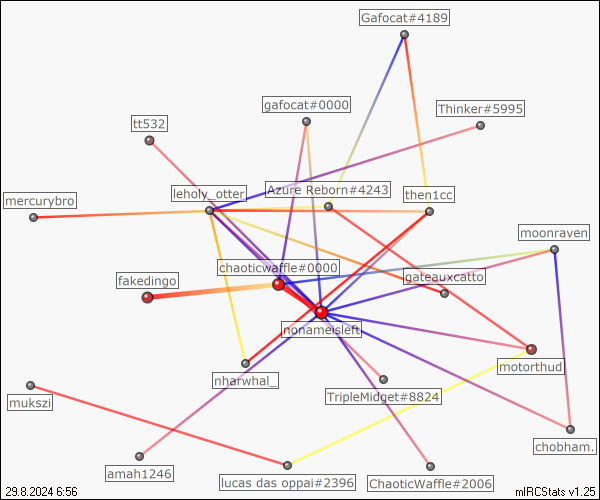 Gafocat#4189
gafocat#0000
Thinker#5995
tt532
mercurybro
leholy_otter
Azure Reborn#4243
then1cc
moonraven
chaoticwaffle#0000
fakedingo
gateauxcatto
nonameisleft
motorthud
nharwhal_
TripleMidget#8824
mukszi
chobham.
amah1246
lucas das oppai#2396
ChaoticWaffle#2006
29.8.2024 6:56
mIRCStats v1.25